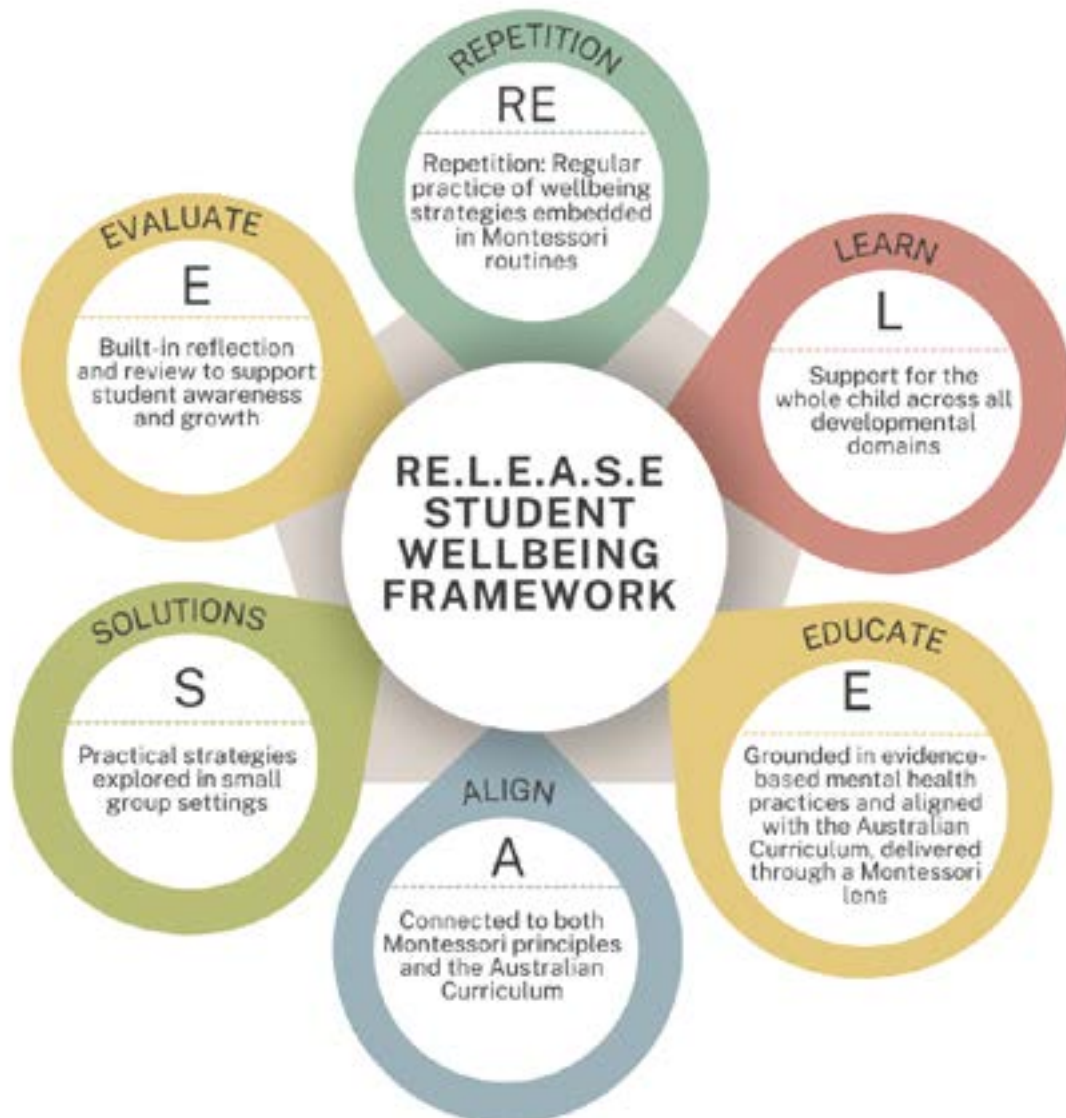 RE.L.E.A.S.E
STUDENT
WELLBEING
FRAMEWORK
REPETITION
RE
Repetition: Regular
practice of wellbeing
strategies embedded
in Montessori
routines
LEARN
L
Support for the
whole child across all
developmental
domains
EDUCATE
E
Grounded in evidence-
based mental health
practices and aligned
with the Australian
Curriculum, delivered
through a Montessori
lens
ALIGN
A
Connected to both
Montessori principles
and the Australian
Curriculum
SOLUTIONS
S
Practical strategies
explored in small
group settings
EVALUATE
E
Built-in reflection
and review to support
student awareness
and growth